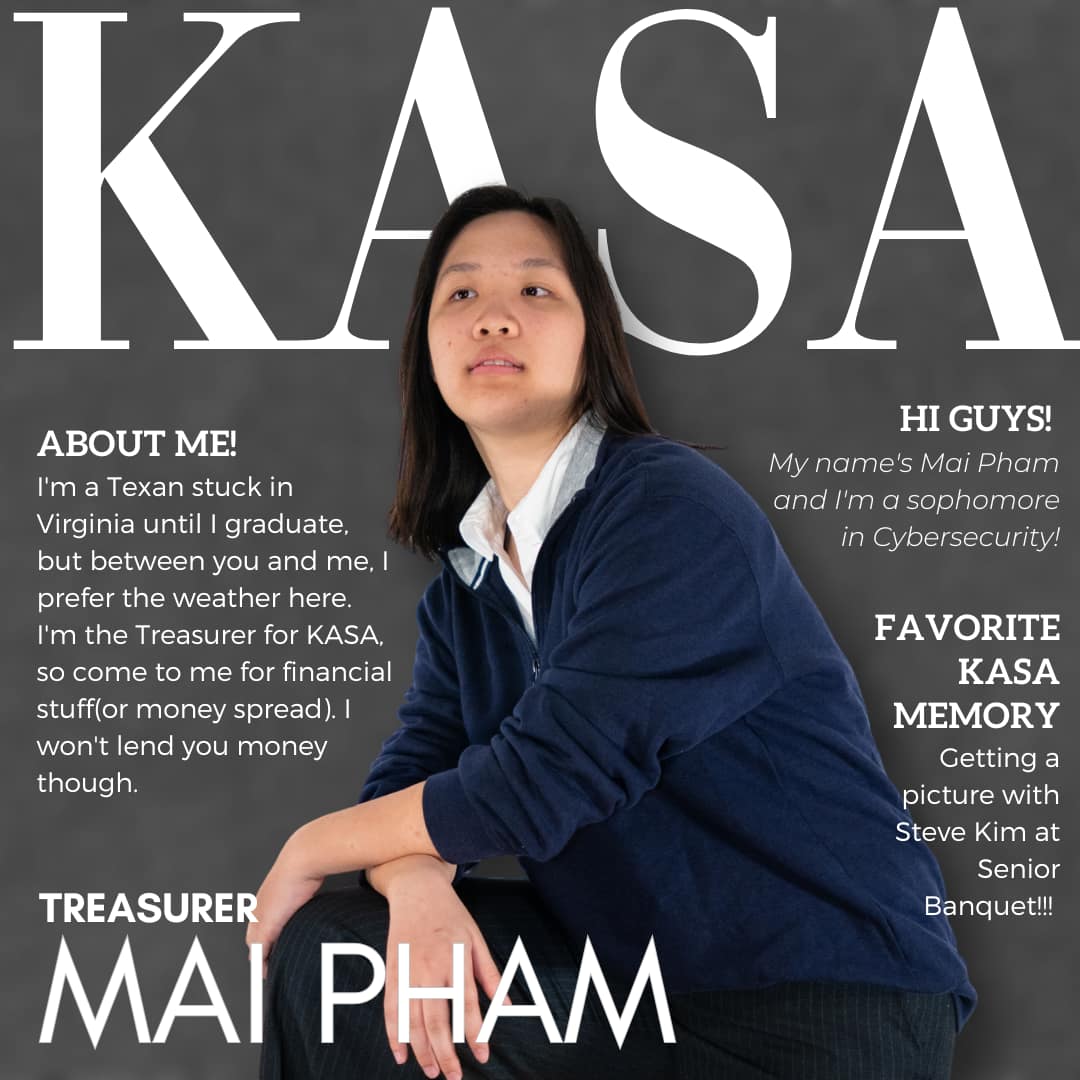 KASA
ABOUT ME!
I'm a Texan stuck in
Virginia until I graduate,
but between you and me, I
prefer the weather here.
I'm the Treasurer for KASA,
so come to me for financial
stuff(or money spread). I
won't lend you money
though.
HI GUYS!
My name's Mai Pham
and I'm a sophomore
in Cybersecurity!
FAVORITE
KASA
MEMORY
Getting a
picture with
Steve Kim at
Senior
Banquet!!!
TREASURER
MAI PHAM